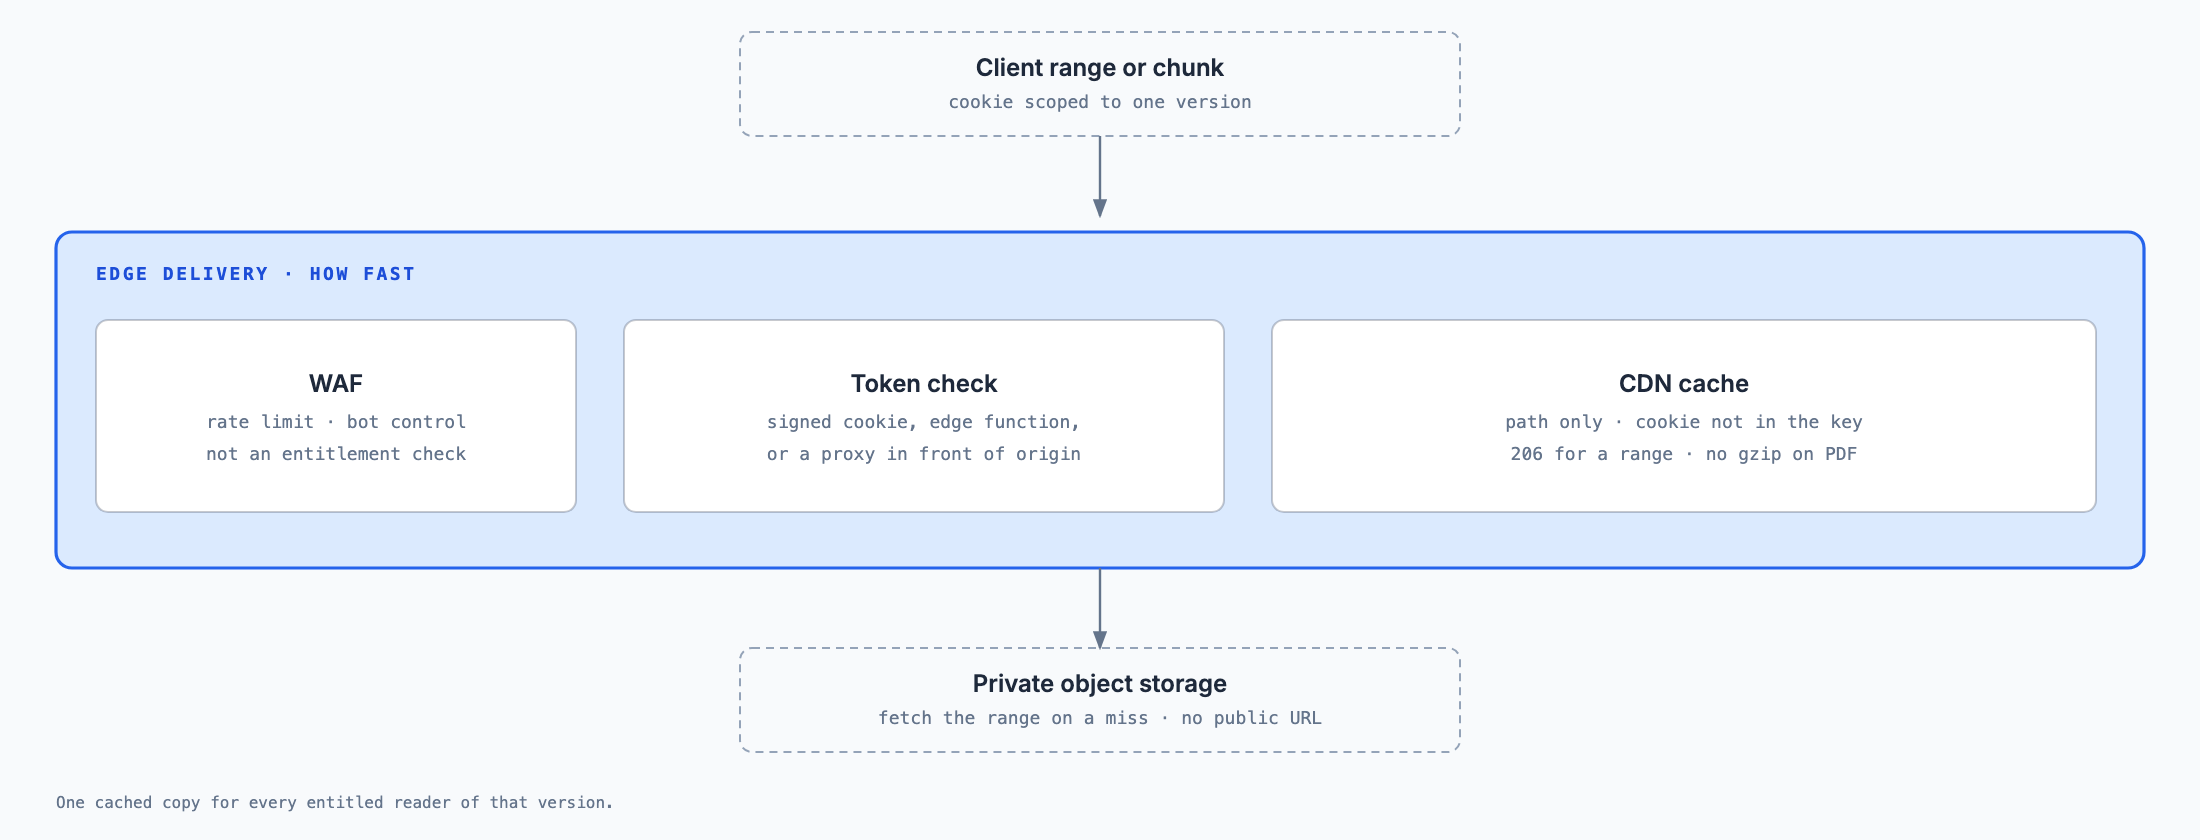 Client range or chunk
cookie scoped to one version
EDGE DELIVERY · HOW FAST
WAF
rate limit · bot control
not an entitlement check
Token check
signed cookie, edge function,
or a proxy in front of origin
CDN cache
path only · cookie not in the key
206 for a range · no gzip on PDF
Private object storage
fetch the range on a miss · no public URL
One cached copy for every entitled reader of that version.